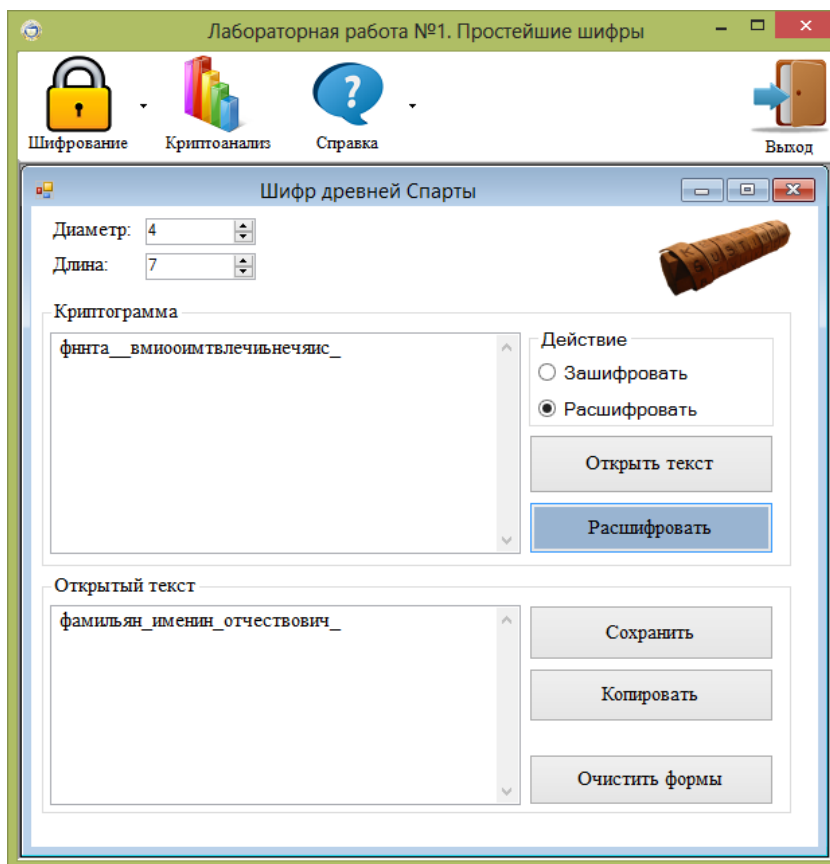 Лабораторная работа №1. Простейшие шифры
Шифрование Криптоанализ Справка Выход
Шифр древней Спарты
Диаметр: 4
Длина: 7
Криптограмма
фннта__вмиооимтвлечиьнечяис_
Действие
Зашифровать
Расшифровать
Открыть текст
Расшифровать
Открытый текст
фамильян_именин_отчествович_
Сохранить
Копировать
Очистить формы